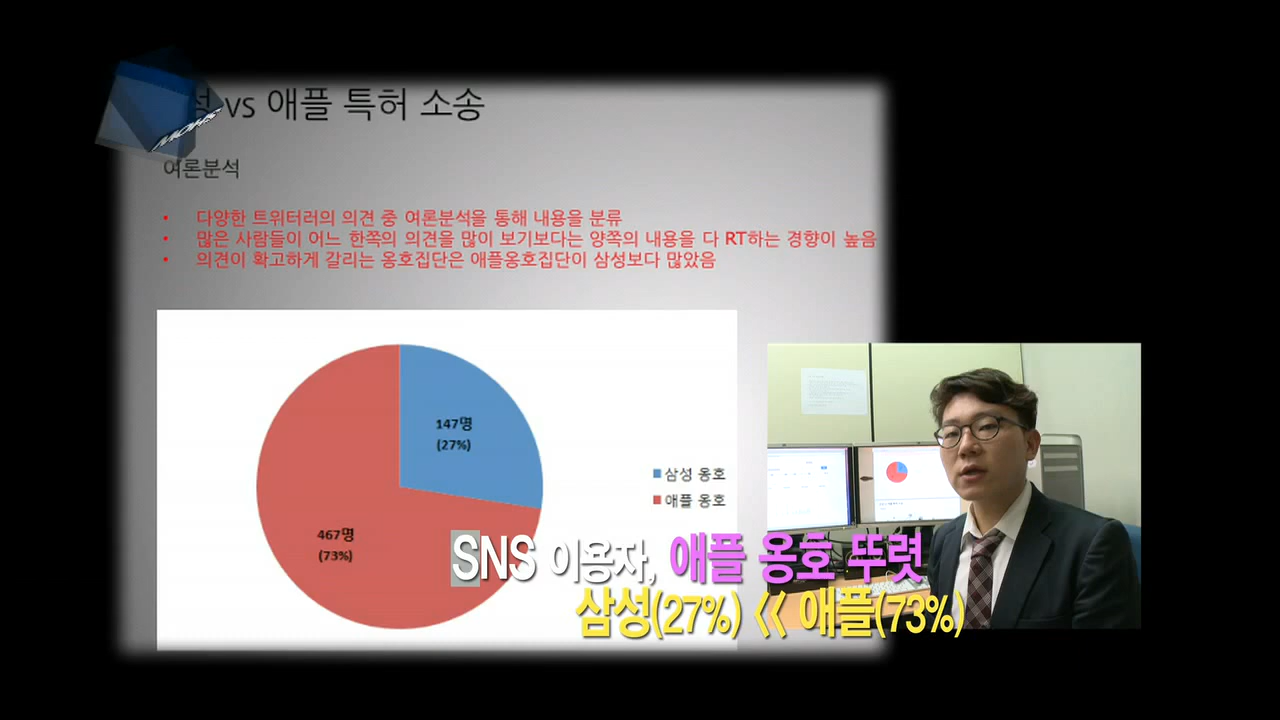 성 vs 애플 특허 소송
여론분석
• 다양한 트위터러의 의견 중 여론분석을 통해 내용을 분류
• 많은 사람들이 어느 한쪽의 의견을 많이 보기보다는 양쪽의 내용을 다 RT하는 경향이 높음
• 의견이 확고하게 갈리는 옹호집단은 애플옹호집단이 삼성보다 많았음
147명
(27%)
삼성 옹호
애플 옹호
467명
(73%)
SNS 이용자, 애플 옹호 뚜렷
삼성(27%) << 애플(73%)